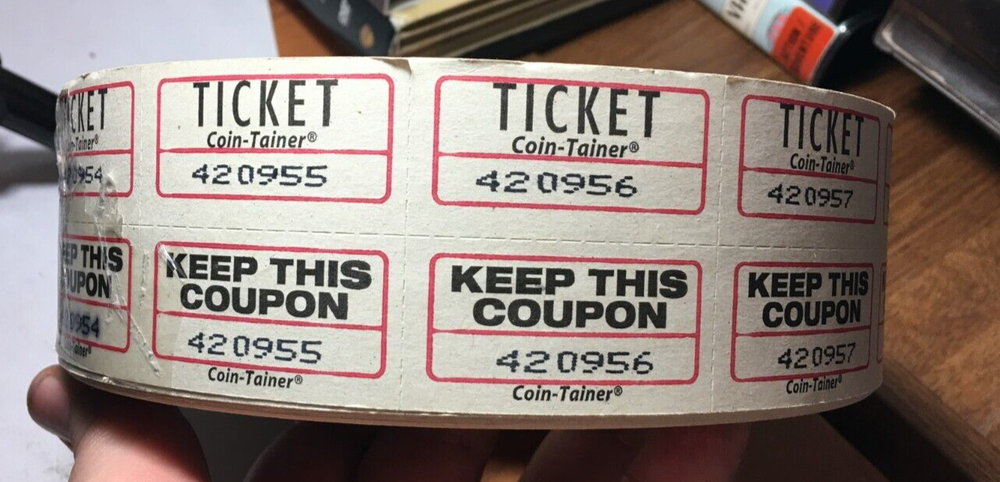 TICKET
Coin-Tainer®
420955
KEEP THIS
COUPON
420955
Coin-Tainer®
TICKET
Coin-Tainer®
420956
KEEP THIS
COUPON
420956
Coin-Tainer®
TICKET
Coin-Tainer®
420957
KEEP THIS
COUPON
420957
Coin-Tainer®